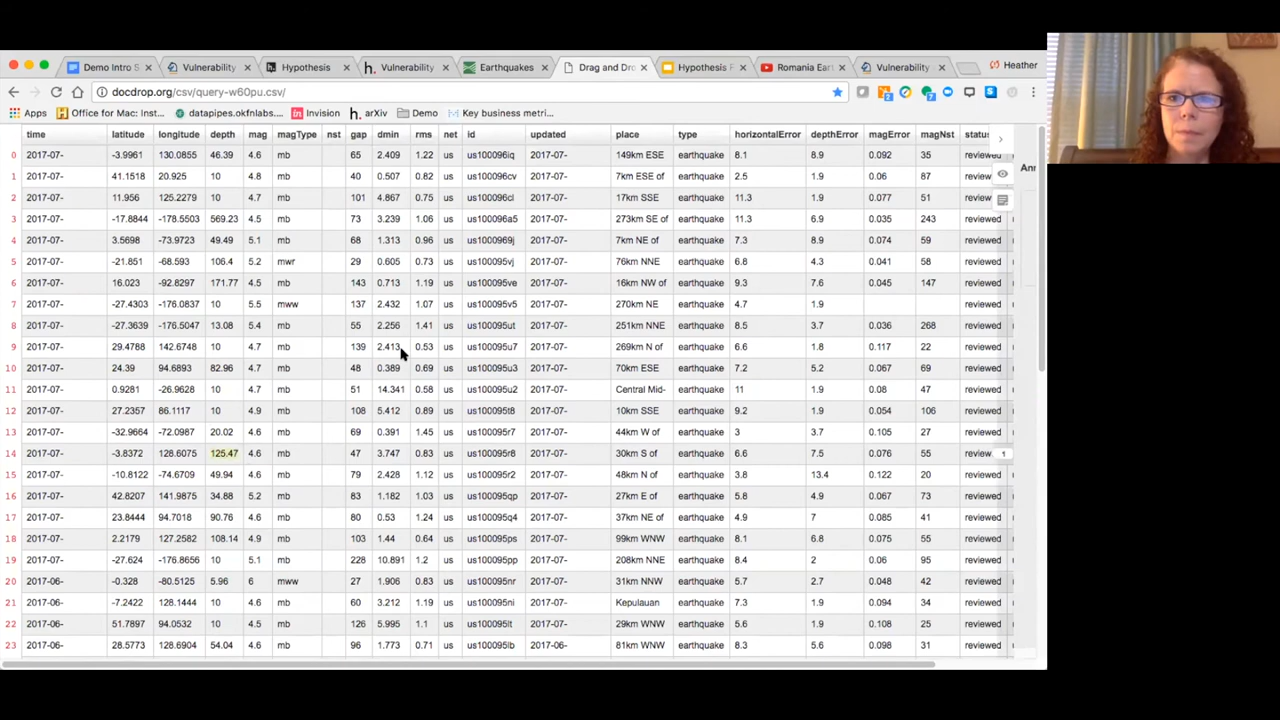 Demo Intro S Vulnerability Hypothesis Vulnerability Earthquakes Drag and Dro Hypothesis P Romania Eart Vulnerability Heather
docdrop.org/csv/query-w60pu.csv/
Apps Office for Mac: Inst... datapipes.okfnlabs. Invision arXiv Demo Key business metri...
time latitude longitude depth mag magType nst gap dmin rms net id updated place type horizontalError depthError magError magNst status
0 2017-07- -3.9961 130.0855 46.39 4.6 mb 65 2.409 1.22 us us100096iq 2017-07- 149km ESE earthquake 8.1 8.9 0.092 35 reviewed
1 2017-07- 41.1518 20.925 10 4.8 mb 40 0.507 0.82 us us100096cv 2017-07- 7km ESE of earthquake 2.5 1.9 0.06 87 review Ann
2 2017-07- 11.956 125.2279 10 4.7 mb 101 4.867 0.75 us us100096cl 2017-07- 17km SSE earthquake 11.3 1.9 0.077 51 review
3 2017-07- -17.8844 -178.5503 569.23 4.5 mb 73 3.239 1.06 us us100096a5 2017-07- 273km SE of earthquake 11.3 6.9 0.035 243 reviewed
4 2017-07- 3.5698 -73.9723 49.49 5.1 mb 68 1.313 0.96 us us1000969j 2017-07- 7km NE of earthquake 7.3 8.9 0.074 59 reviewed
5 2017-07- -21.851 -68.593 106.4 5.2 mwr 29 0.605 0.73 us us100095vj 2017-07- 76km NNE earthquake 6.8 4.3 0.041 58 reviewed
6 2017-07- 16.023 -92.8297 171.77 4.5 mb 143 0.713 1.19 us us100095ve 2017-07- 16km NW of earthquake 9.3 7.6 0.045 147 reviewed
7 2017-07- -27.4303 -176.0837 10 5.5 mww 137 2.432 1.07 us us100095v5 2017-07- 270km NE earthquake 4.7 1.9 reviewed
8 2017-07- -27.3639 -176.5047 13.08 5.4 mb 55 2.256 1.41 us us100095ut 2017-07- 251km NNE earthquake 8.5 3.7 0.036 268 reviewed
9 2017-07- 29.4788 142.6748 10 4.7 mb 139 2.413 0.53 us us100095u7 2017-07- 269km N of earthquake 6.6 1.8 0.117 22 reviewed
10 2017-07- 24.39 94.6893 82.96 4.7 mb 48 0.389 0.69 us us100095u3 2017-07- 70km ESE earthquake 7.2 5.2 0.067 69 reviewed
11 2017-07- 0.9281 -26.9628 10 4.7 mb 51 14.341 0.58 us us100095u2 2017-07- Central Mid- earthquake 11 1.9 0.08 47 reviewed
12 2017-07- 27.2357 86.1117 10 4.9 mb 108 5.412 0.89 us us100095t8 2017-07- 10km SSE earthquake 9.2 1.9 0.054 106 reviewed
13 2017-07- -32.9664 -72.0987 20.02 4.6 mb 69 0.391 1.45 us us100095r7 2017-07- 44km W of earthquake 3 3.7 0.105 27 reviewed
14 2017-07- -3.8372 128.6075 125.47 4.6 mb 47 3.747 0.83 us us100095r8 2017-07- 30km S of earthquake 6.6 7.5 0.076 55 review 1
15 2017-07- -10.8122 -74.6709 49.94 4.6 mb 79 2.428 1.12 us us100095r2 2017-07- 48km N of earthquake 3.8 13.4 0.122 20 reviewed
16 2017-07- 42.8207 141.9875 34.88 5.2 mb 83 1.182 1.03 us us100095qp 2017-07- 27km E of earthquake 5.8 4.9 0.067 73 reviewed
17 2017-07- 23.8444 94.7018 90.76 4.6 mb 80 0.53 1.24 us us100095q4 2017-07- 37km NE of earthquake 4.9 7 0.085 41 reviewed
18 2017-07- 2.2179 127.2582 108.14 4.9 mb 103 1.44 0.64 us us100095ps 2017-07- 99km WNW earthquake 8.1 6.8 0.075 55 reviewed
19 2017-07- -27.624 -176.8656 10 5.1 mb 228 10.891 1.2 us us100095pp 2017-07- 208km NNE earthquake 8.4 2 0.06 95 reviewed
20 2017-06- -0.328 -80.5125 5.96 6 mww 27 1.906 0.83 us us100095nr 2017-07- 31km NNW earthquake 5.7 2.7 0.048 42 reviewed
21 2017-06- -7.2422 128.1444 10 4.6 mb 60 3.212 1.19 us us100095ni 2017-07- Kepulauan earthquake 7.3 1.9 0.094 34 reviewed
22 2017-06- 51.7897 94.0532 10 4.5 mb 126 5.995 1.1 us us100095lt 2017-07- 29km WNW earthquake 5.6 1.9 0.108 25 reviewed
23 2017-06- 28.5773 128.6904 54.04 4.6 mb 96 1.773 0.71 us us100095lb 2017-06- 81km WNW earthquake 8.3 5.6 0.098 31 reviewed